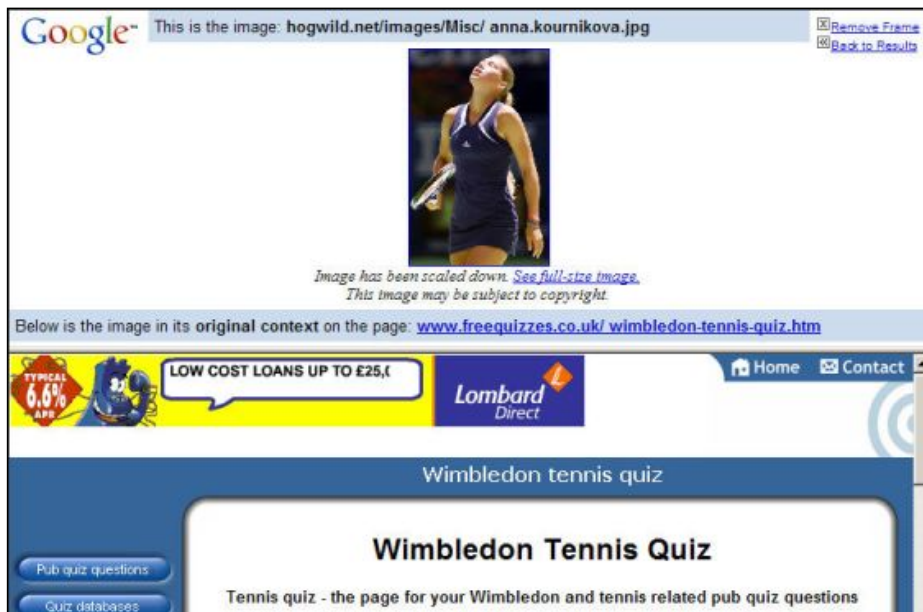 Google™
This is the image: hogwild.net/images/Misc/ anna.kournikova.jpg
Remove Frame
Back to Results
Image has been scaled down. See full-size image.
This image may be subject to copyright.
Below is the image in its original context on the page: www.freequizzes.co.uk/ wimbledon-tennis-quiz.htm
TYPICAL
6.6%
APR
LOW COST LOANS UP TO £25,(
Lombard
Direct
Home
Contact
Wimbledon tennis quiz
Wimbledon Tennis Quiz
Pub quiz questions
Tennis quiz - the page for your Wimbledon and tennis related pub quiz questions
Quiz databases